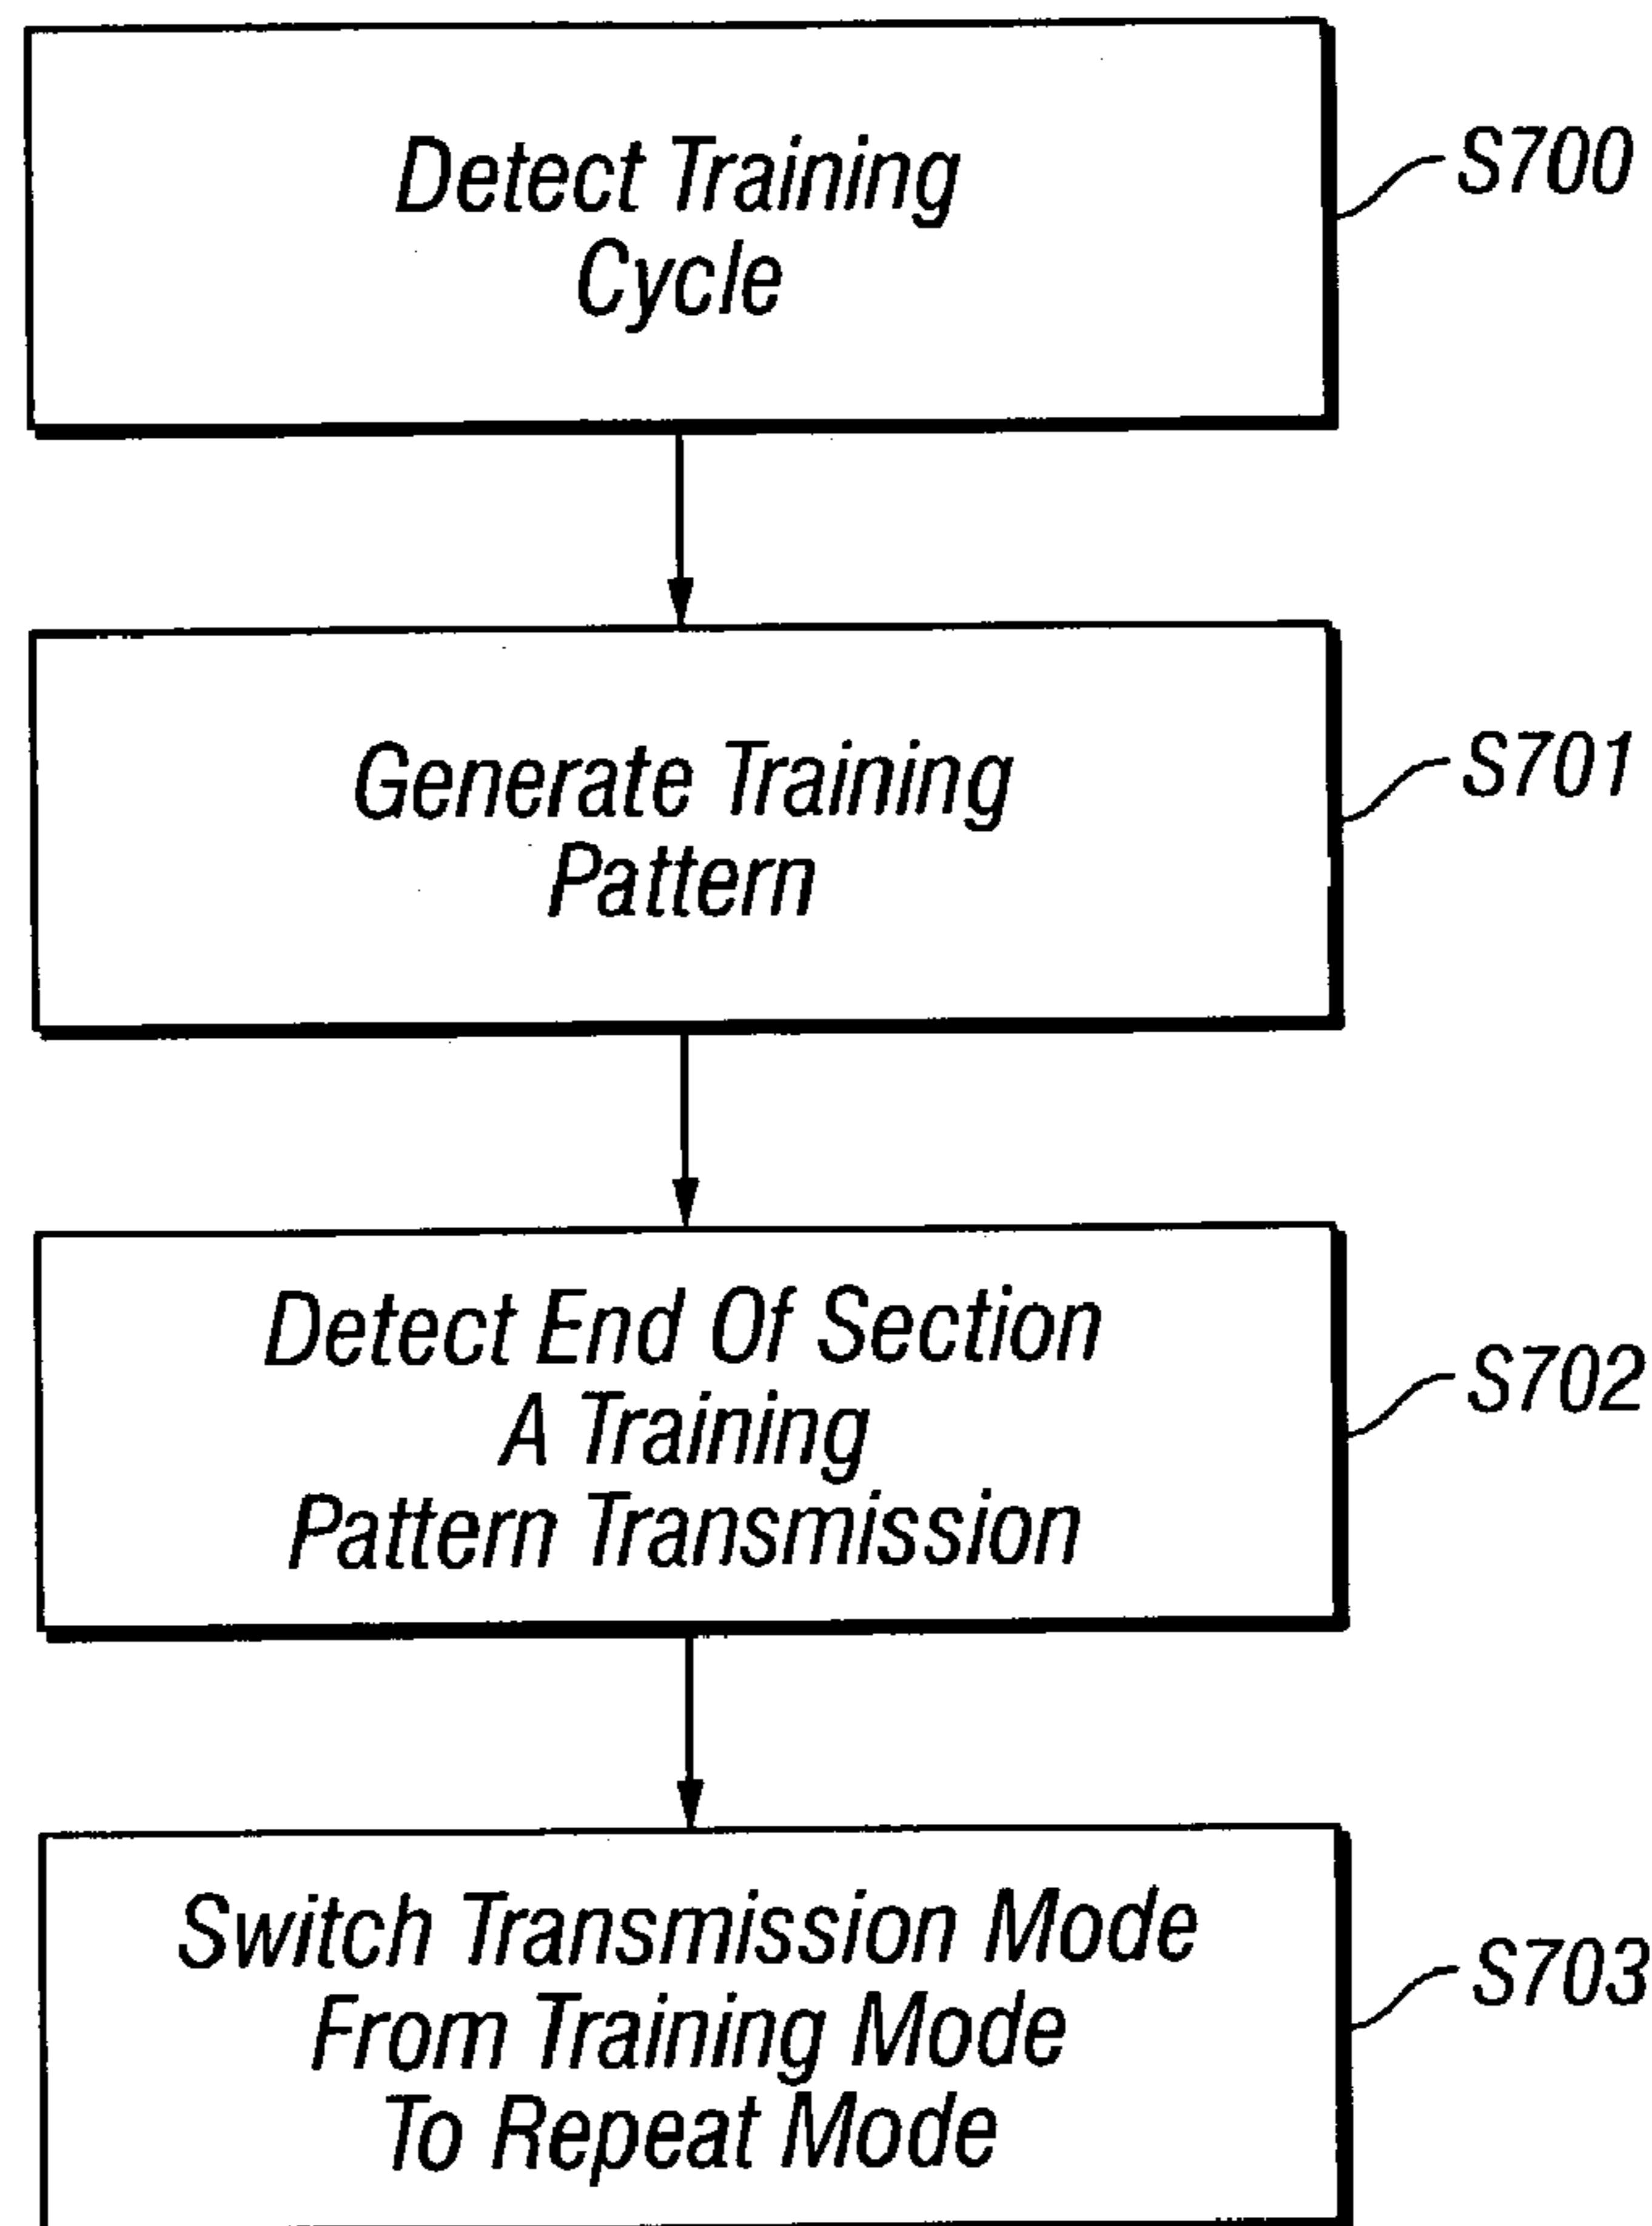 Detect Training
Cycle
S700
Generate Training
Pattern
S701
Detect End Of Section
A Training
Pattern Transmission
S702
Switch Transmission Mode
From Training Mode
To Repeat Mode
S703